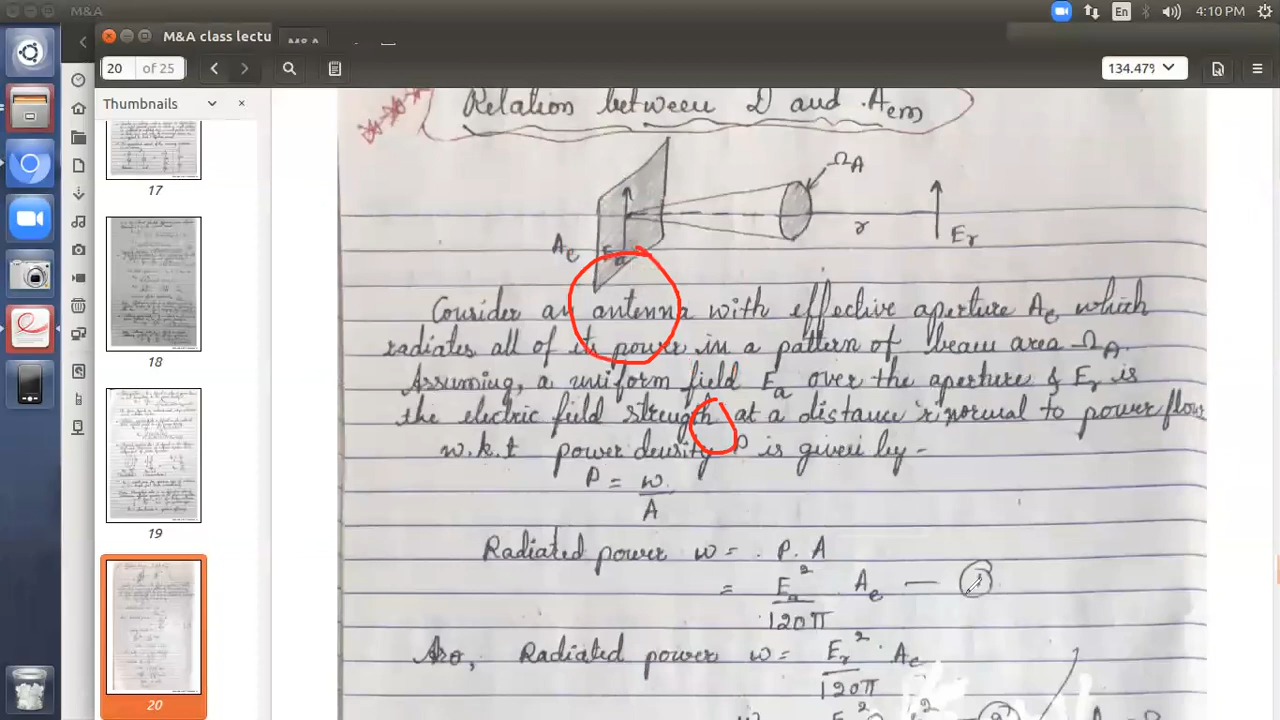 M&A
En
4:10 PM
M&A class lectu
M&A
20 of 25
134.47%
Thumbnails
17
18
19
20
Relation between D and Aem
ΩA
r
Er
Ae
Ea
Consider an antenna with effective aperture Ae which
radiates all of its power in a pattern of beam area ΩA.
Assuming, a uniform field Ea over the aperture & Er is
the electric field strength at a distance 'r' normal to power flow
w.k.t power density P is given by -
P = w/A
Radiated power w = P. A
= Ea²/120π Ae — ①
Also, Radiated power w = Er²/120π . Ae